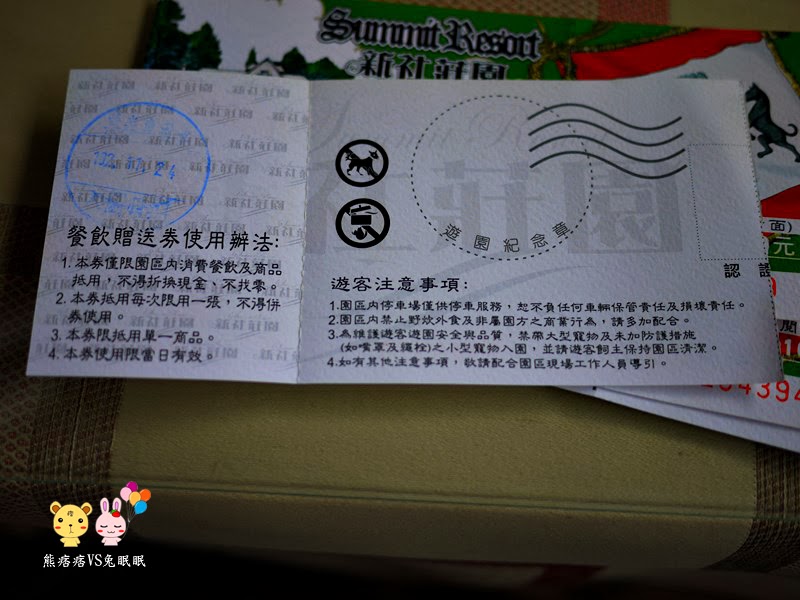 Summit Resort
新社莊園
餐飲贈送券使用辦法:
1.本券僅限園區內消費餐飲及商品
抵用，不得折換現金，不找零。
2.本券抵用每次限用一張，不得併
券使用。
3.本券限抵用單一商品。
4.本券使用限當日有效。
遊園紀念章
遊客注意事項:
1.園區內停車場僅供停車服務，恕不負任何車輛保管責任及損壞責任。
2.園區內禁止野炊外食及非屬園方之商業行為，請多加配合。
3.為維護遊客遊園安全與品質，禁帶大型寵物及未加防護措施
(如嘴罩及繩栓)之小型寵物入園，並請遊客飼主保持園區清潔。
4.如有其他注意事項，敬請配合園區現場工作人員導引。
莊園
認
面)
元
熊痞痞VS兔眠眠